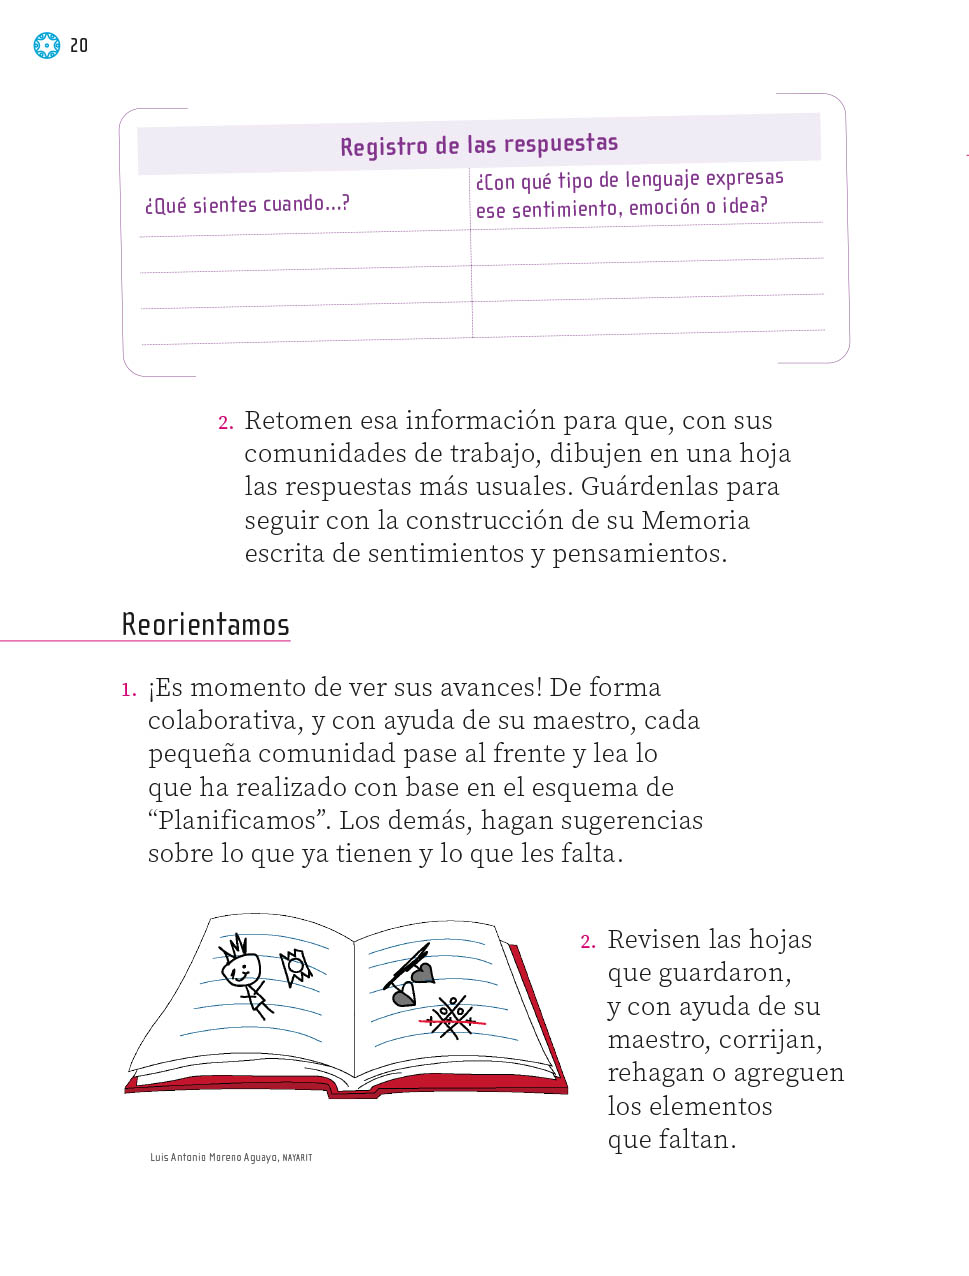 20
Registro de las respuestas
¿Qué sientes cuando...?
¿Con qué tipo de lenguaje expresas
ese sentimiento, emoción o idea?
2. Retomen esa información para que, con sus
comunidades de trabajo, dibujen en una hoja
las respuestas más usuales. Guárdenlas para
seguir con la construcción de su Memoria
escrita de sentimientos y pensamientos.
Reorientamos
1. ¡Es momento de ver sus avances! De forma
colaborativa, y con ayuda de su maestro, cada
pequeña comunidad pase al frente y lea lo
que ha realizado con base en el esquema de
“Planificamos”. Los demás, hagan sugerencias
sobre lo que ya tienen y lo que les falta.
2. Revisen las hojas
que guardaron,
y con ayuda de su
maestro, corrijan,
rehagan o agreguen
los elementos
que faltan.
Luis Antonio Moreno Aguayo, NAYARIT